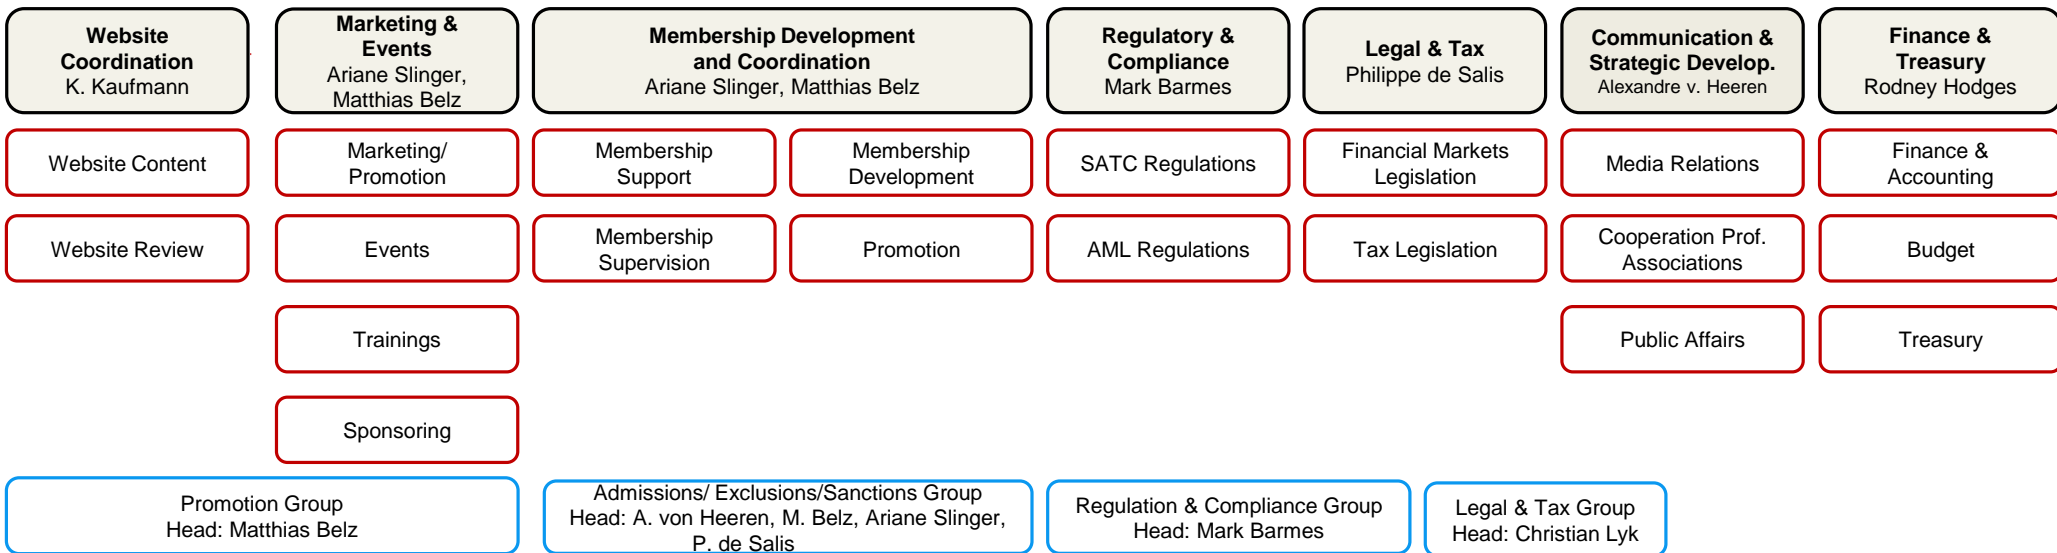 Website
Coordination
K. Kaufmann
Marketing &
Events
Ariane Slinger,
Matthias Belz
Membership Development
and Coordination
Ariane Slinger, Matthias Belz
Regulatory &
Compliance
Mark Barmes
Legal & Tax
Philippe de Salis
Communication &
Strategic Develop.
Alexandre v. Heeren
Finance &
Treasury
Rodney Hodges
Website Content
Marketing/
Promotion
Membership
Support
Membership
Development
SATC Regulations
Financial Markets
Legislation
Media Relations
Finance &
Accounting
Website Review
Events
Membership
Supervision
Promotion
AML Regulations
Tax Legislation
Cooperation Prof.
Associations
Budget
Trainings
Public Affairs
Treasury
Sponsoring
Promotion Group
Head: Matthias Belz
Admissions/ Exclusions/Sanctions Group
Head: A. von Heeren, M. Belz, Ariane Slinger,
P. de Salis
Regulation & Compliance Group
Head: Mark Barmes
Legal & Tax Group
Head: Christian Lyk